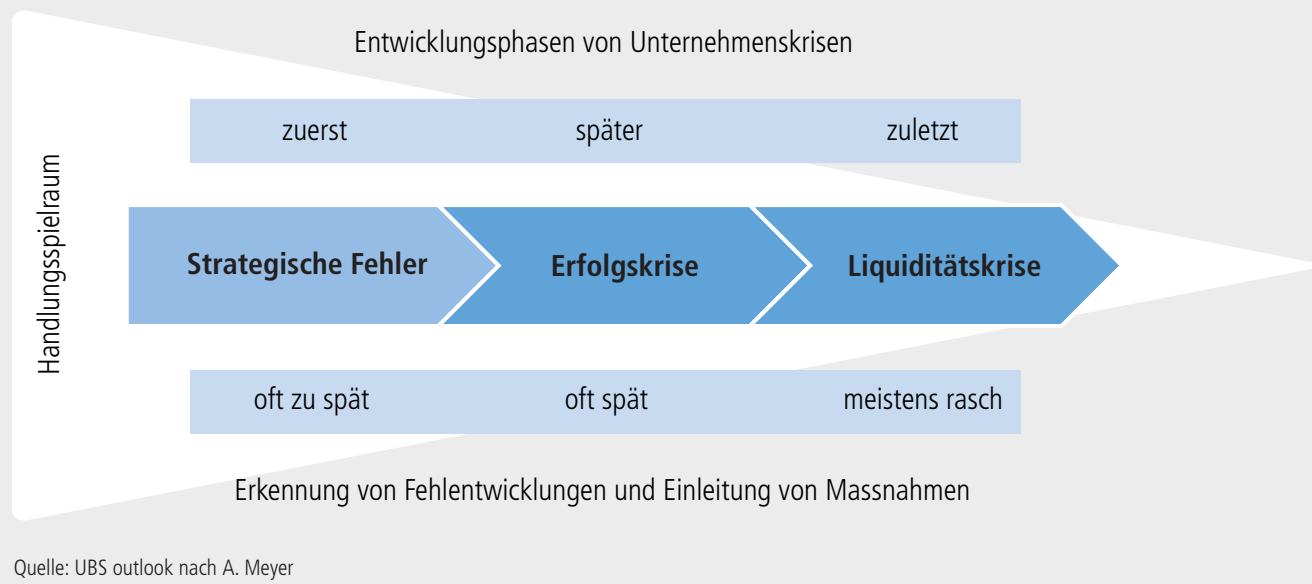 Entwicklungsphasen von Unternehmenskrisen
zuerst später zuletzt
Handlungsspielraum
Strategische Fehler Erfolgskrise Liquiditätskrise
oft zu spät oft spät meistens rasch
Erkennung von Fehlentwicklungen und Einleitung von Massnahmen
Quelle: UBS outlook nach A. Meyer